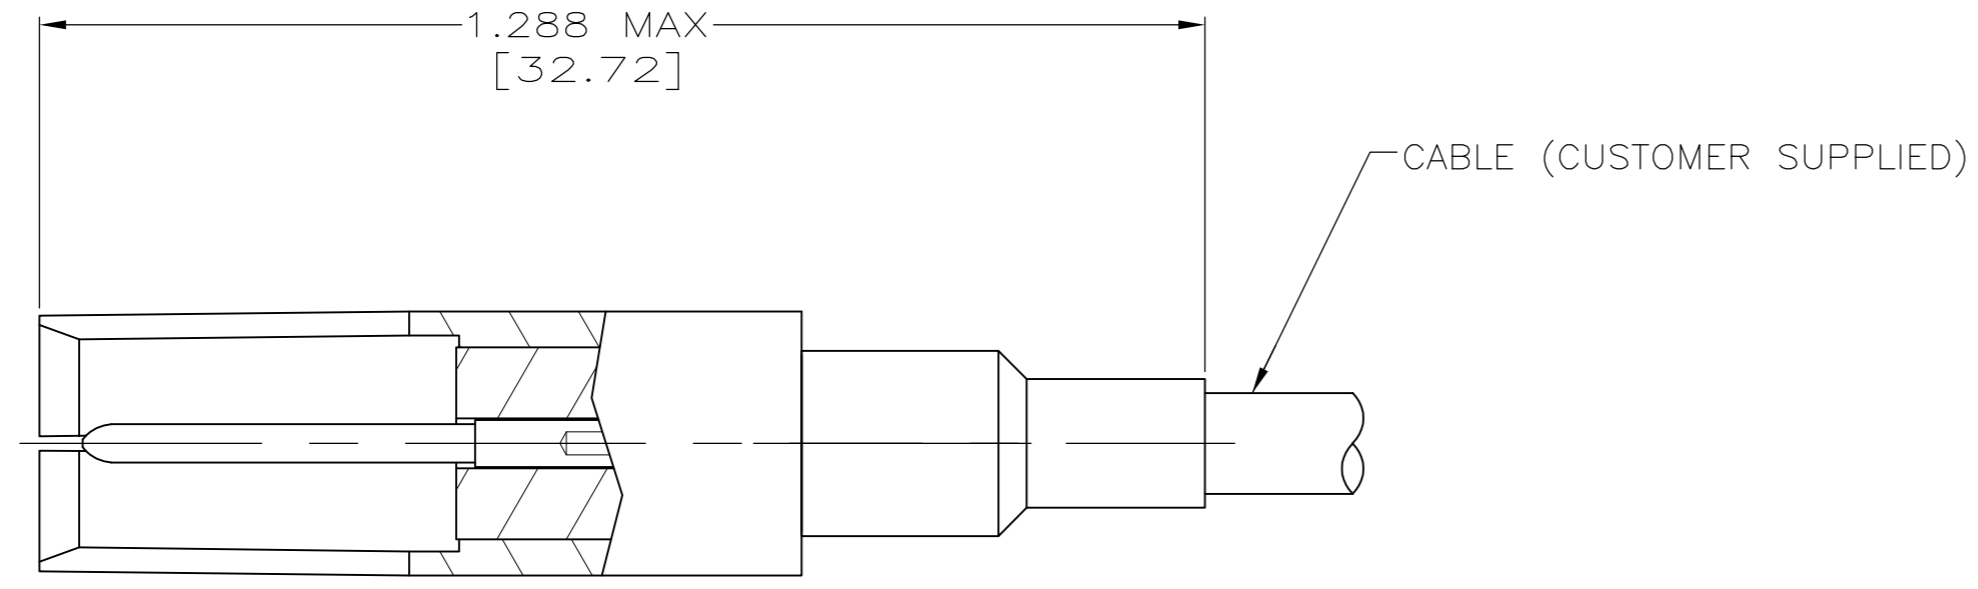 1.288 MAX
[32.72]
CABLE (CUSTOMER SUPPLIED)